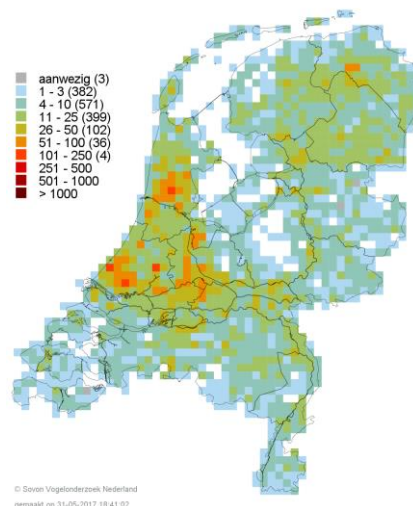 aanwezig (3)
1 - 3 (382)
4 - 10 (571)
11 - 25 (399)
26 - 50 (102)
51 - 100 (36)
101 - 250 (4)
251 - 500
501 - 1000
> 1000
© Sovon Vogelonderzoek Nederland
gemaakt op 31-05-2017 18:41:02